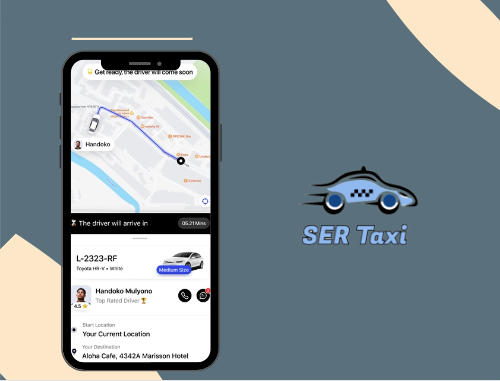 Get ready, the driver will come soon
Handoko
The driver will arrive in
05.21 Mins
L-2323-RF
Toyota HR-V • White
Medium Size
Handoko Mulyono
Top Rated Driver
4.5
Start Location
Your Current Location
Your Destination
Aloha Cafe, 4342A Marisson Hotel
SER Taxi